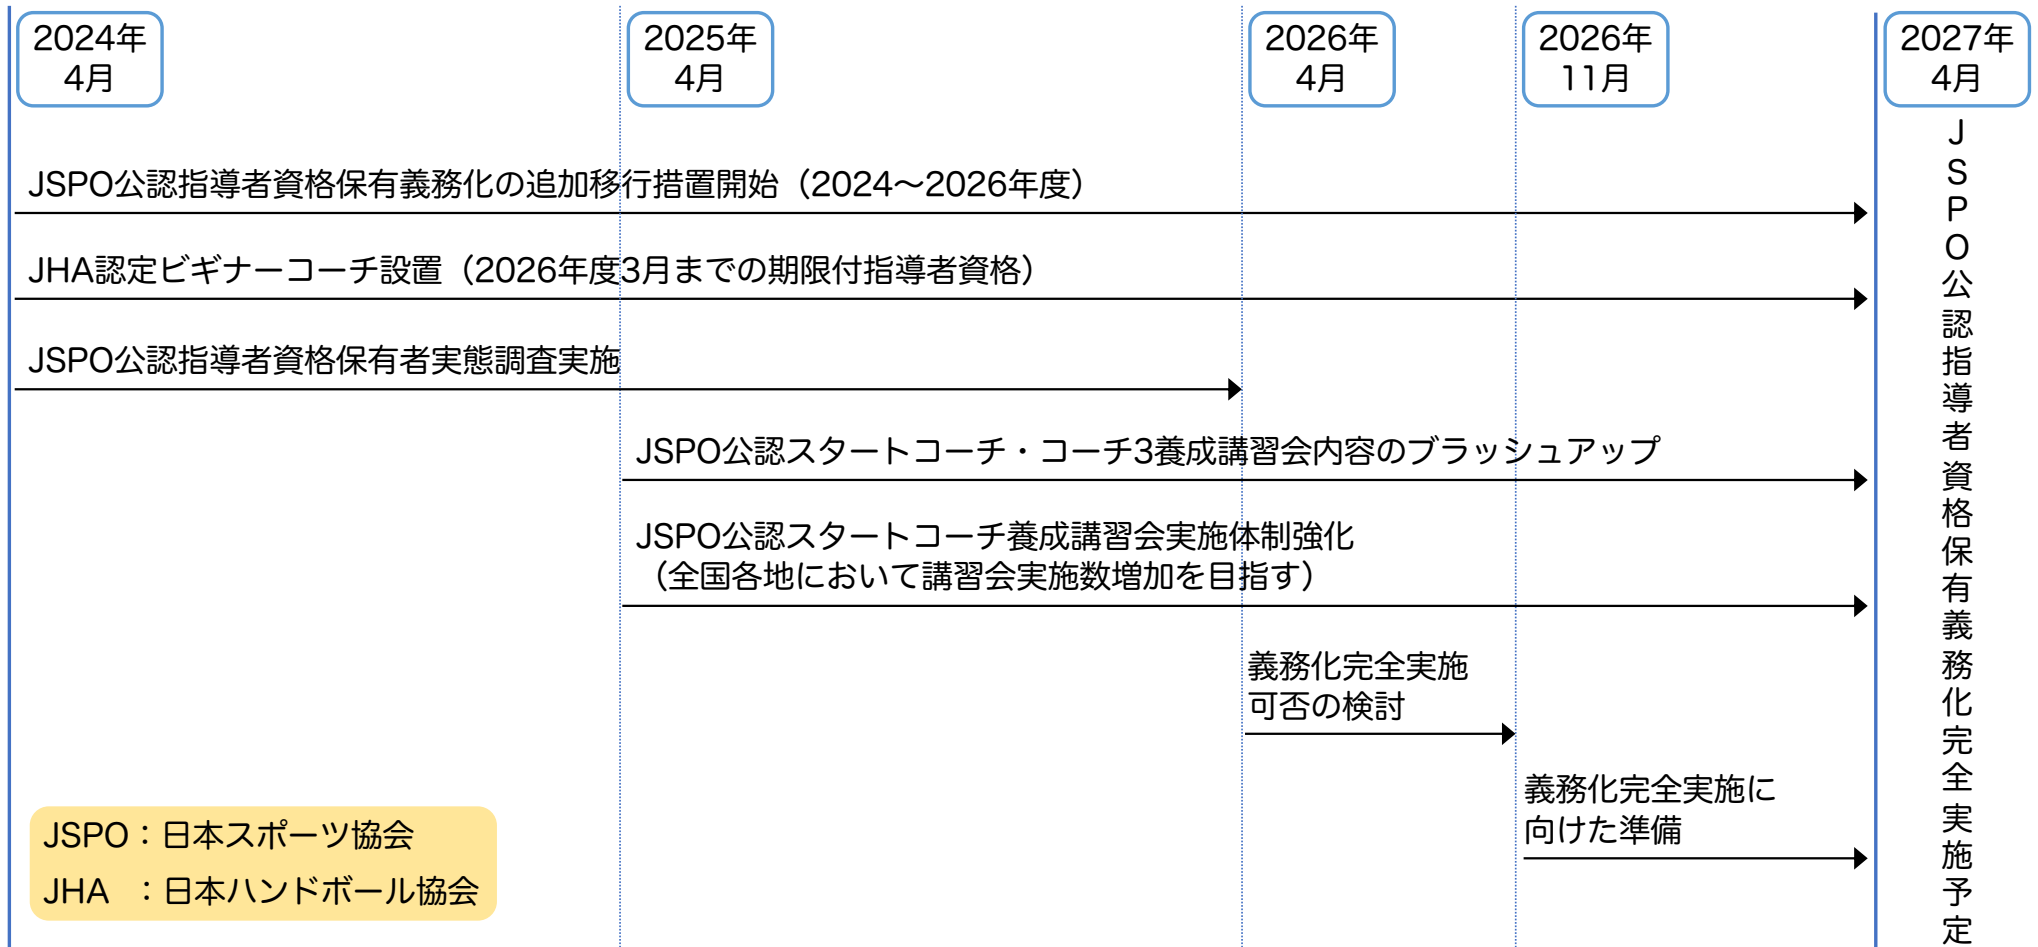 2024年
4月
2025年
4月
2026年
4月
2026年
11月
2027年
4月
JSPO公認指導者資格保有義務化の追加移行措置開始（2024～2026年度）
JHA認定ビギナーコーチ設置（2026年度3月までの期限付指導者資格）
JSPO公認指導者資格保有者実態調査実施
JSPO公認スタートコーチ・コーチ3養成講習会内容のブラッシュアップ
JSPO公認スタートコーチ養成講習会実施体制強化
（全国各地において講習会実施数増加を目指す）
義務化完全実施
可否の検討
義務化完全実施に
向けた準備
JSPO公認指導者資格保有義務化完全実施予定
JSPO：日本スポーツ協会
JHA ：日本ハンドボール協会